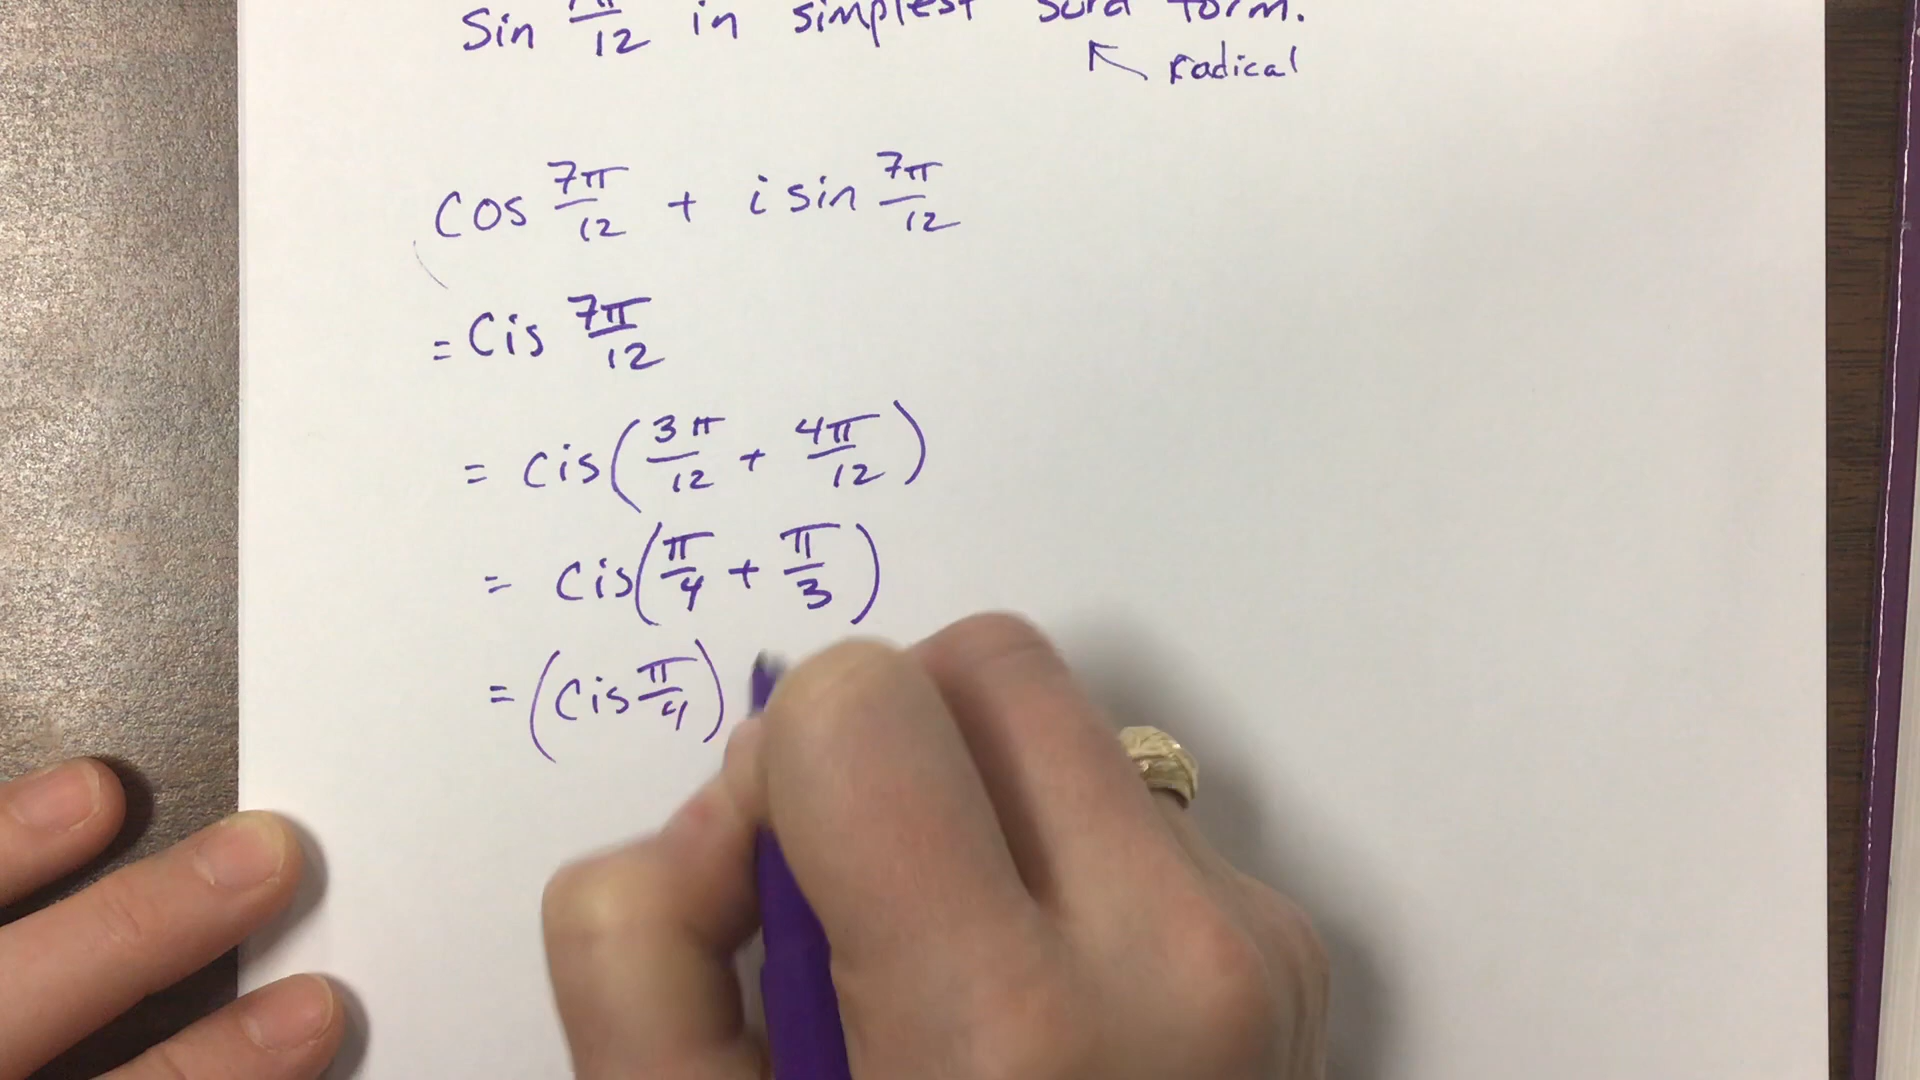 Sin 7π/12 in simplest surd form.
radical
cos 7π/12 + i sin 7π/12
= Cis 7π/12
= cis(3π/12 + 4π/12)
= cis(π/4 + π/3)
= (cis π/4)